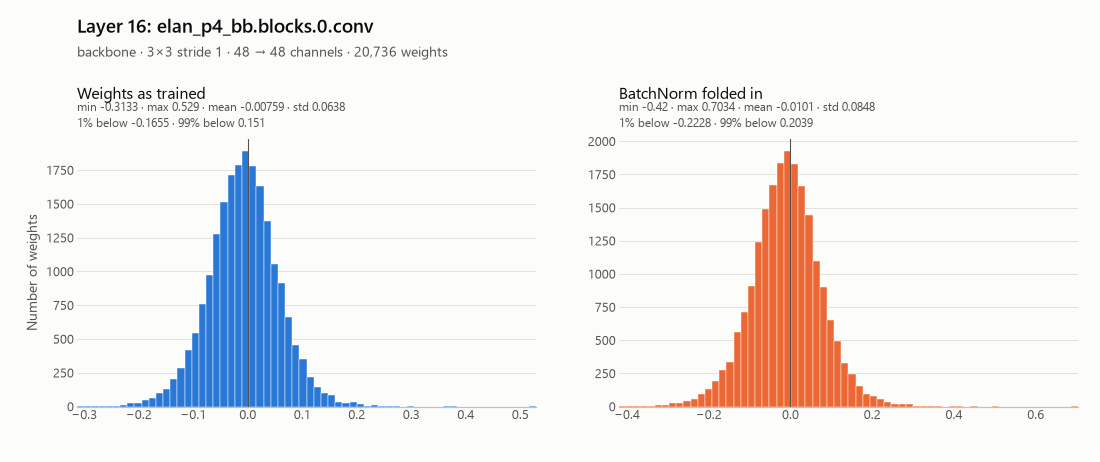 Layer 16: elan_p4_bb.blocks.0.conv
backbone · 3×3 stride 1 · 48 → 48 channels · 20,736 weights
Weights as trained
min -0.3133 · max 0.529 · mean -0.00759 · std 0.0638
1% below -0.1655 · 99% below 0.151
Number of weights
1750
1500
1250
1000
750
500
250
0
−0.3 −0.2 −0.1 0.0 0.1 0.2 0.3 0.4 0.5
BatchNorm folded in
min -0.42 · max 0.7034 · mean -0.0101 · std 0.0848
1% below -0.2228 · 99% below 0.2039
2000
1750
1500
1250
1000
750
500
250
0
−0.4 −0.2 0.0 0.2 0.4 0.6